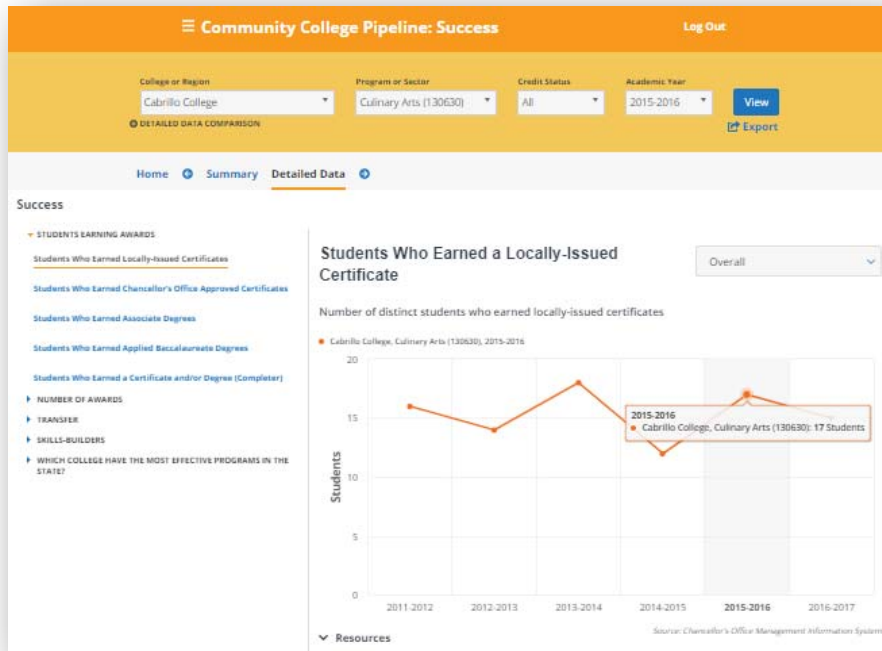 ☰ Community College Pipeline: Success
Log Out
College or Region
Program or Sector
Credit Status
Academic Year
Cabrillo College
Culinary Arts (130630)
All
2015-2016
View
DETAILED DATA COMPARISON
Export
Home
Summary
Detailed Data
Success
STUDENTS EARNING AWARDS
Students Who Earned Locally-Issued Certificates
Students Who Earned Chancellor's Office Approved Certificates
Students Who Earned Associate Degrees
Students Who Earned Applied Baccalaureate Degrees
Students Who Earned a Certificate and/or Degree (Completer)
NUMBER OF AWARDS
TRANSFER
SKILLS-BUILDERS
WHICH COLLEGE HAVE THE MOST EFFECTIVE PROGRAMS IN THE
STATE?
Students Who Earned a Locally-Issued
Certificate
Overall
Number of distinct students who earned locally-issued certificates
Cabrillo College, Culinary Arts (130630), 2015-2016
20
15
10
5
0
Students
2015-2016
Cabrillo College, Culinary Arts (130630): 17 Students
2011-2012
2012-2013
2013-2014
2014-2015
2015-2016
2016-2017
Source: Chancellor's Office Management Information System
Resources